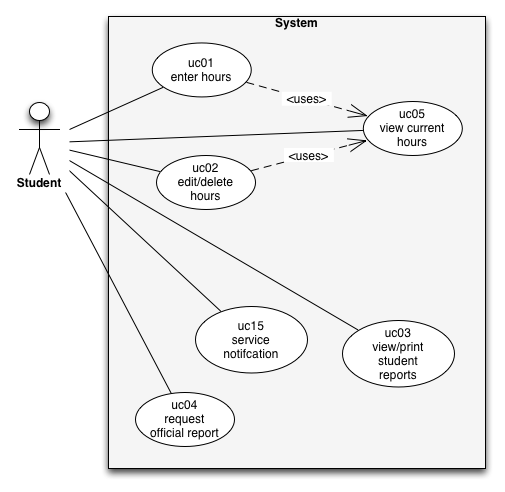 System
uc01
enter hours
<uses>
uc05
view current
hours
<uses>
uc02
edit/delete
hours
Student
uc15
service
notifcation
uc03
view/print
student
reports
uc04
request
official report